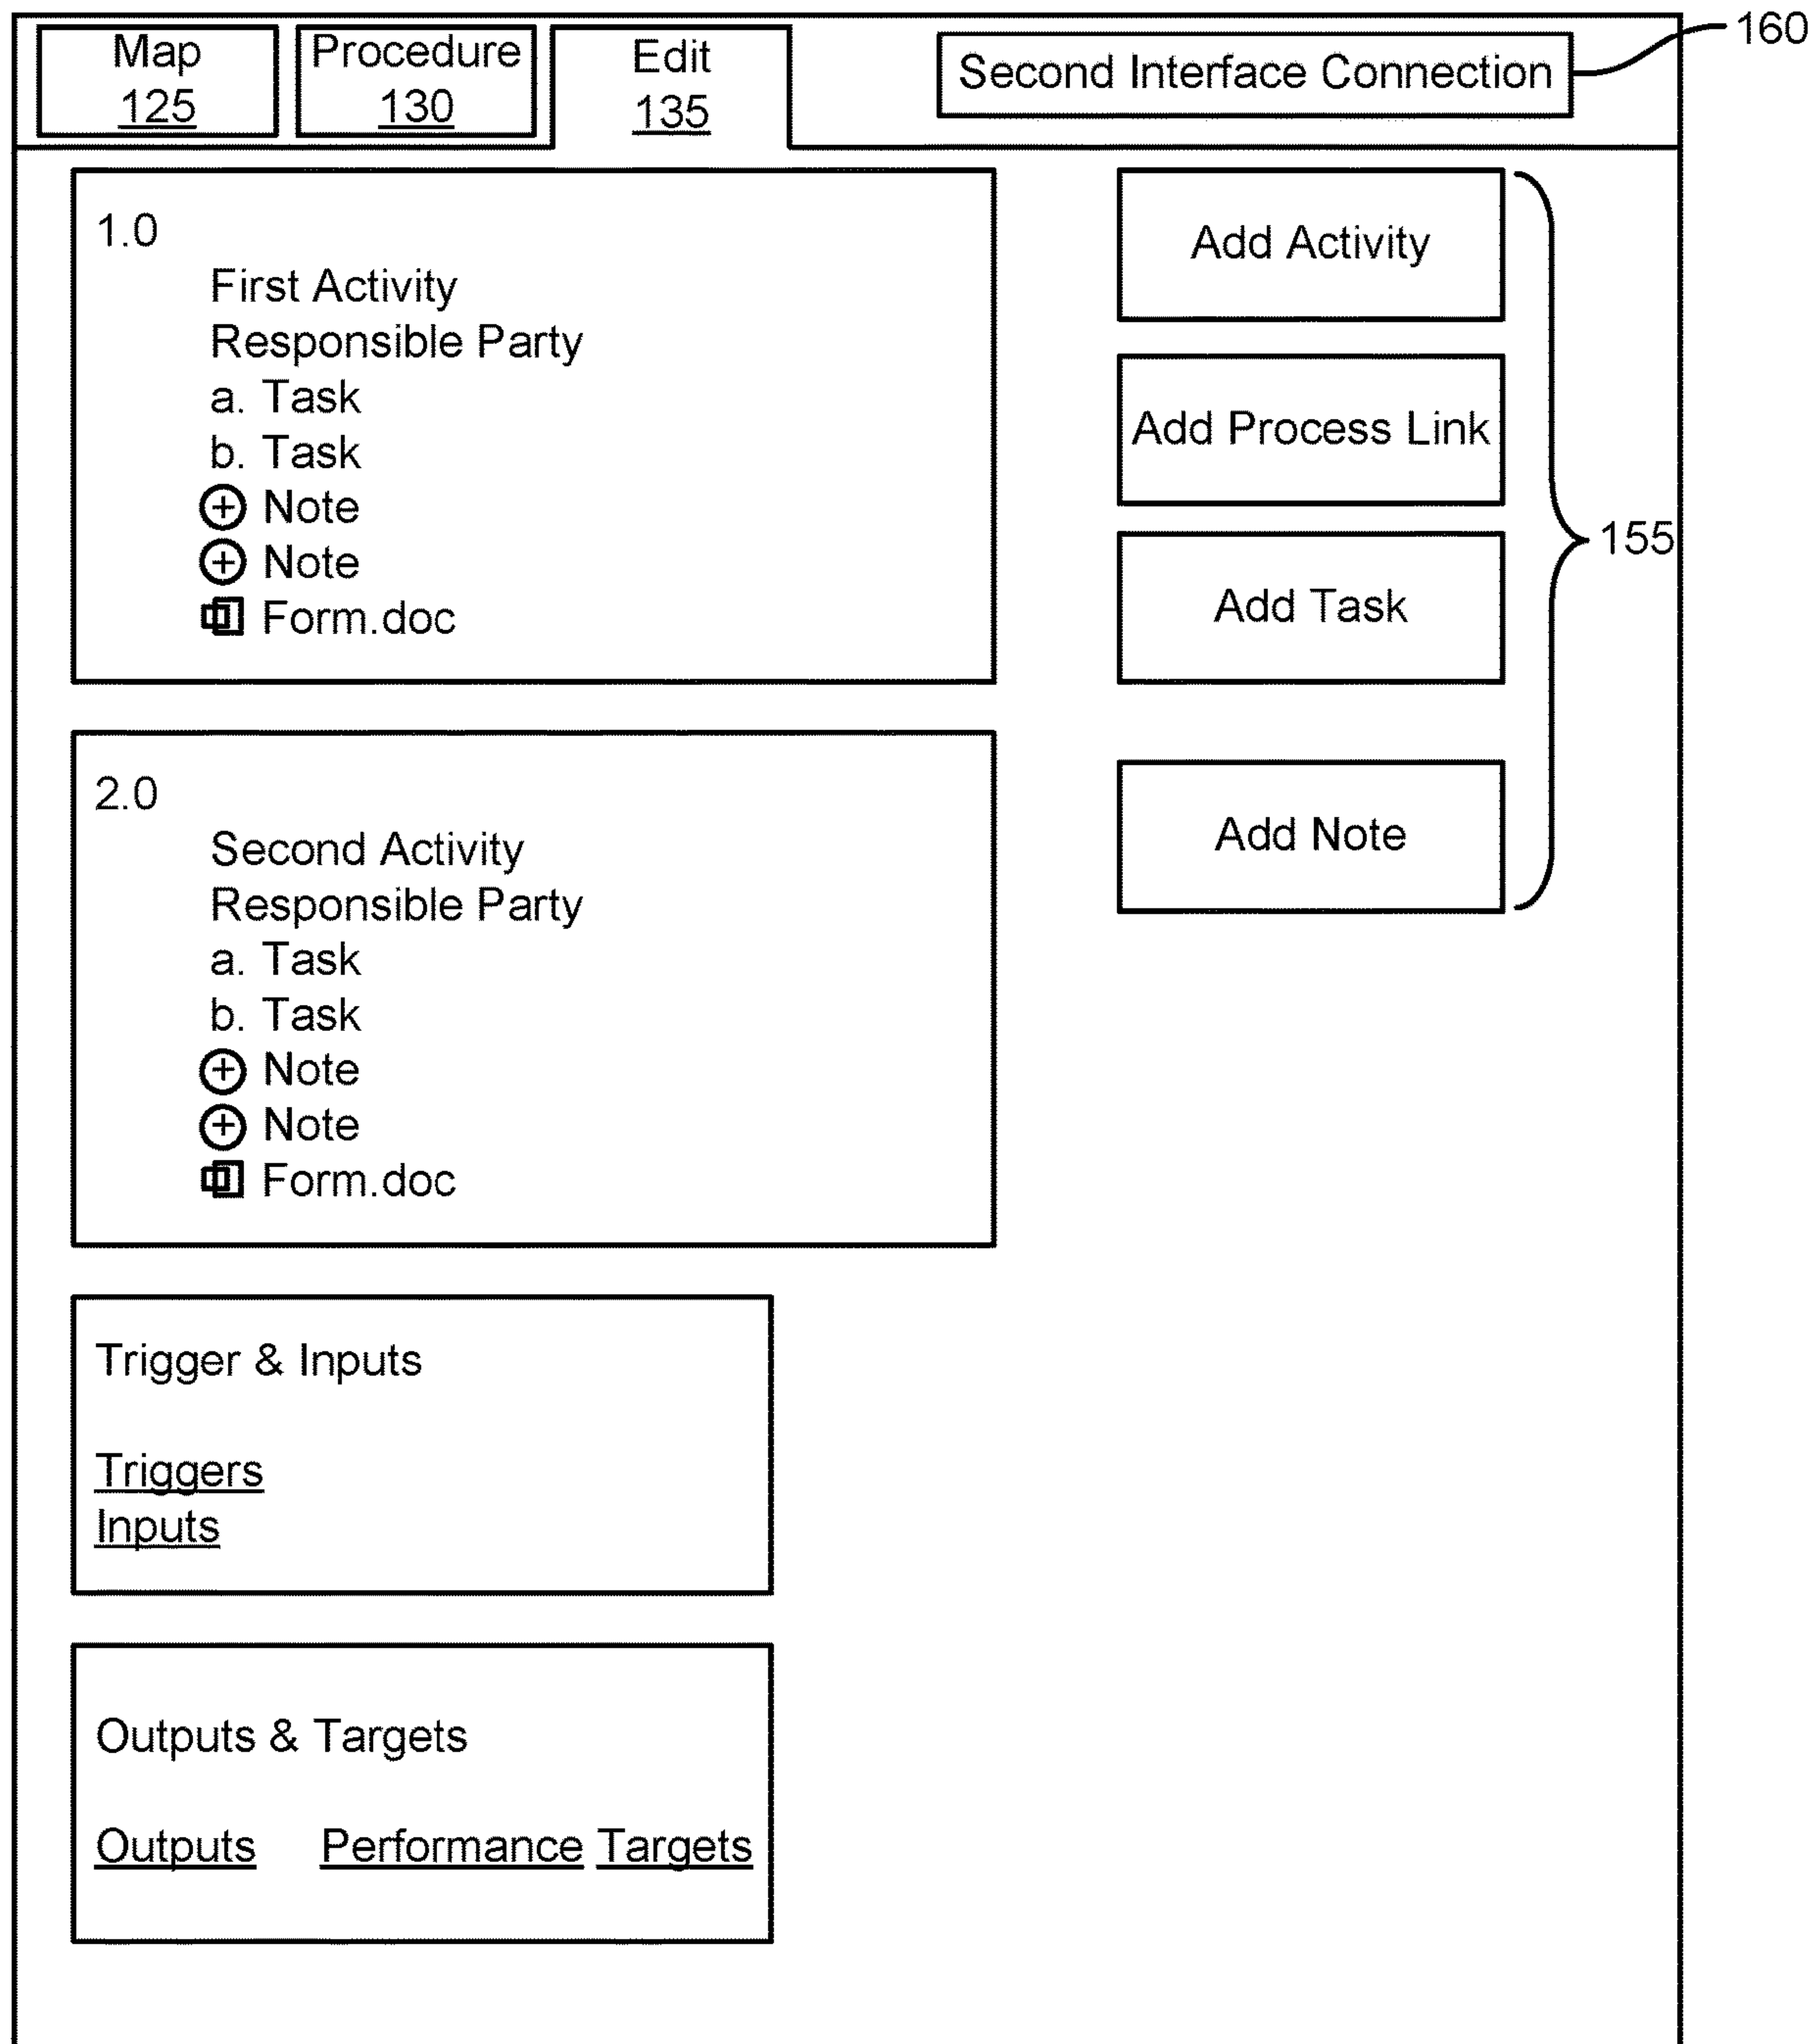 Map
125
Procedure
130
Edit
135
Second Interface Connection
160
1.0
First Activity
Responsible Party
a. Task
b. Task
Note
Note
Form.doc
Add Activity
Add Process Link
Add Task
Add Note
155
2.0
Second Activity
Responsible Party
a. Task
b. Task
Note
Note
Form.doc
Trigger & Inputs
Triggers
Inputs
Outputs & Targets
Outputs Performance Targets